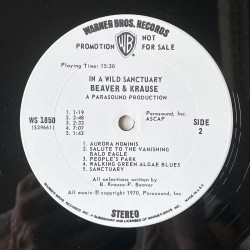 WARNER BROS. RECORDS
PROMOTION
NOT
FOR SALE
WB
Playing Time: 15:30
IN A WILD SANCTUARY
BEAVER & KRAUSE
A PARASOUND PRODUCTION
WS 1850
(S39661)
1. 1:19
2. 2:48
3. 2:33
4. 7:08
5. 1:42
Parasound, Inc.
ASCAP
SIDE
2
1. AURORA HOMINIS
2. SALUTE TO THE VANISHING
BALD EAGLE
3. PEOPLE'S PARK
4. WALKING GREEN ALGAE BLUES
5. SANCTUARY
All selections written by
B. Krause-P. Beaver
All music © copyright 1970, Parasound, Inc.
STEREO